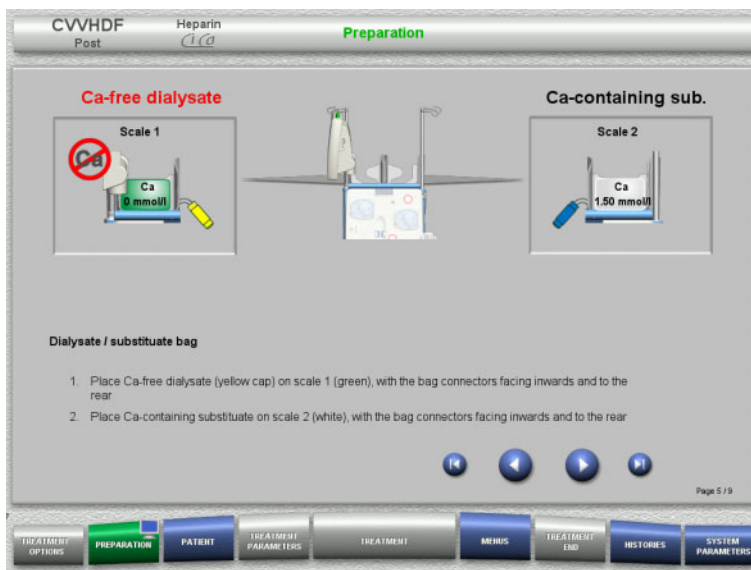 CVVHDF
Post
Heparin
Ci Ca
Preparation
Ca-free dialysate
Ca-containing sub.
Scale 1
Ca
Ca
0 mmol/l
Scale 2
Ca
1.50 mmol/l
Dialysate / substituate bag
1. Place Ca-free dialysate (yellow cap) on scale 1 (green), with the bag connectors facing inwards and to the
rear
2. Place Ca-containing substituate on scale 2 (white), with the bag connectors facing inwards and to the rear
Page 5 / 9
TREATMENT
OPTIONS
PREPARATION
PATIENT
TREATMENT
PARAMETERS
TREATMENT
MENUS
TREATMENT
END
HISTORIES
SYSTEM
PARAMETERS